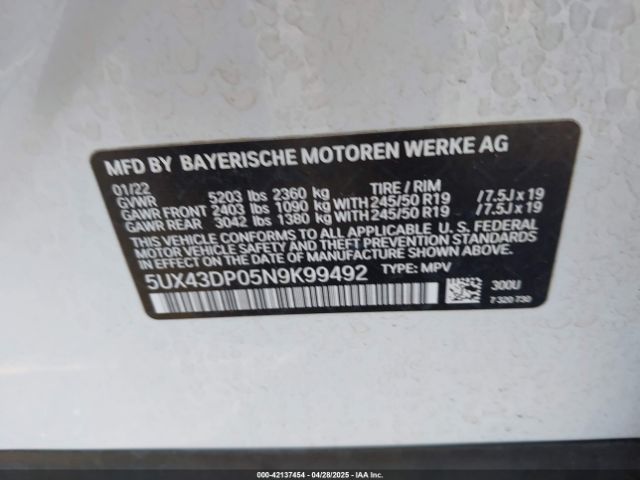 MFD BY BAYERISCHE MOTOREN WERKE AG
01/22 TIRE / RIM
GVWR 5203 lbs 2360 kg
GAWR FRONT 2403 lbs 1090 kg WITH 245/50 R19 /7.5J x 19
GAWR REAR 3042 lbs 1380 kg WITH 245/50 R19 /7.5J x 19
THIS VEHICLE CONFORMS TO ALL APPLICABLE U. S. FEDERAL
MOTOR VEHICLE SAFETY AND THEFT PREVENTION
STANDARDS IN EFFECT ON THE DATE OF MANUFACTURE SHOWN ABOVE.
5UX43DP05N9K99492 TYPE: MPV
300U
7 320 730
000-42137454 | 04/28/2025 | IAA Inc.